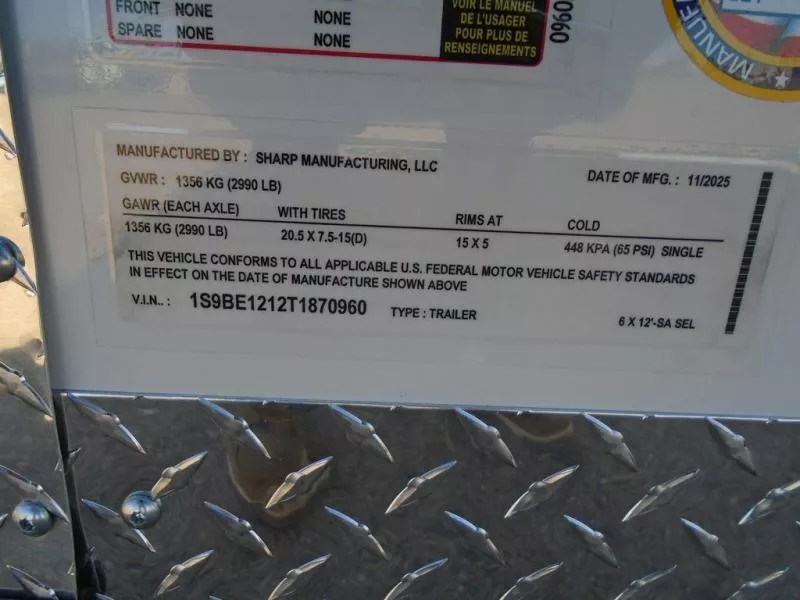 FRONT NONE NONE
SPARE NONE NONE
VOIR LE MANUEL
DE L'USAGER
POUR PLUS DE
RENSEIGNEMENTS
0960
MANUF
MANUFACTURED BY : SHARP MANUFACTURING, LLC
DATE OF MFG. : 11/2025
GVWR : 1356 KG (2990 LB)
GAWR (EACH AXLE) WITH TIRES RIMS AT COLD
1356 KG (2990 LB) 20.5 X 7.5-15(D) 15 X 5 448 KPA (65 PSI) SINGLE
THIS VEHICLE CONFORMS TO ALL APPLICABLE U.S. FEDERAL MOTOR VEHICLE SAFETY STANDARDS
IN EFFECT ON THE DATE OF MANUFACTURE SHOWN ABOVE
V.I.N.. : 1S9BE1212T1870960 TYPE : TRAILER 6 X 12'-SA SEL